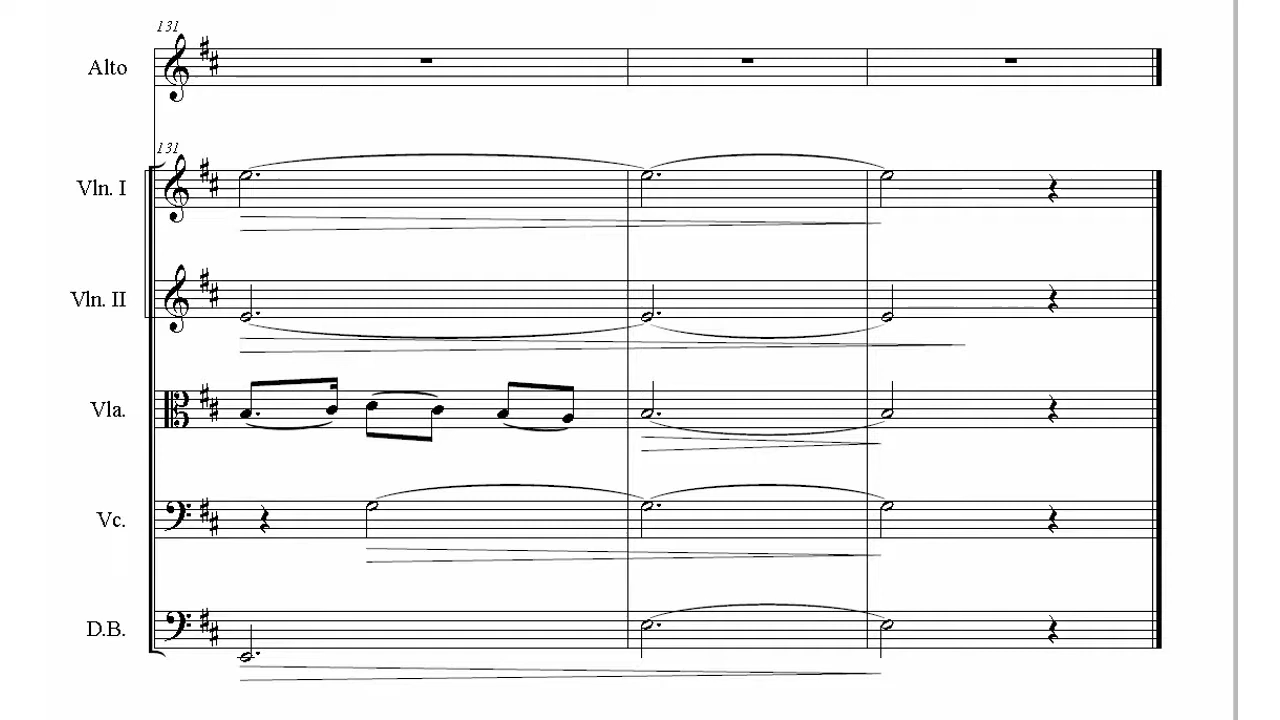 131
Alto
131
Vln. I
Vln. II
Vla.
Vc.
D.B.